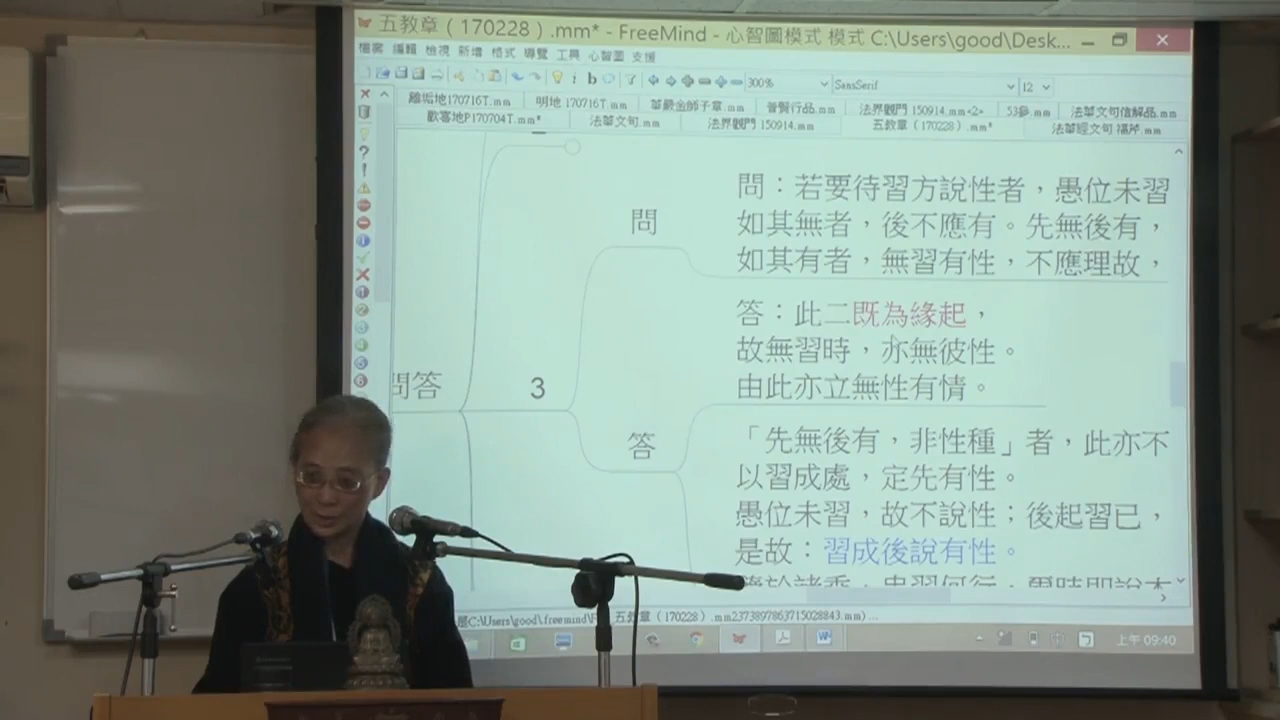 五教章（170228）.mm* - FreeMind - 心智圖模式 模式 C:\Users\good\Desk...
檔案 編輯 檢視 新增 格式 導覽 工具 心智圖 支援
300% SansSerif 12
離垢地170716T.mm 明地 170716T.mm 華嚴金師子章.mm 普賢行品.mm 法界觀門 150914.mm<2> 53參.mm 法華文句信解品.mm
歡喜地P170704T.mm* 法華文句.mm 法界觀門 150914.mm 五教章（170228）.mm* 法華經文句
問：若要待習方說性者，愚位未習
問
如其無者，後不應有。先無後有，
如其有者，無習有性，不應理故，
答：此二既為緣起，
故無習時，亦無彼性。
問答 3
由此亦立無性有情。
答
「先無後有，非性種」者，此亦不
以習成處，定先有性。
愚位未習，故不說性；後起習已，
是故：習成後說有性。
五教章（170228）.mm2373897863715028843.mm)...
上午 09:40